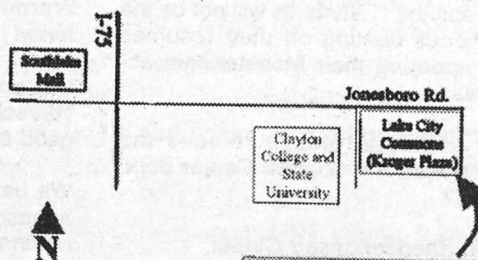 I-75
Southlake
Mall
Jonesboro Rd.
Clayton
College and
State
University
Lake City
Commons
(Kroger Plaza)
N